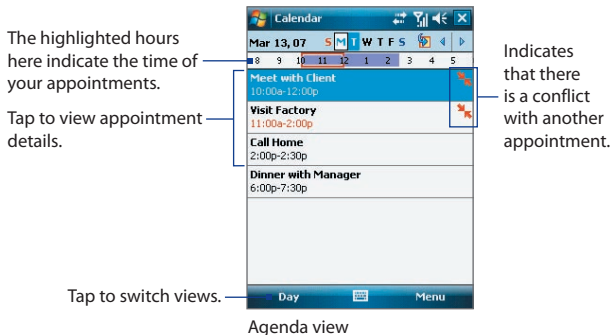 Calendar
The highlighted hours
here indicate the time of
your appointments.
Mar 13, 07 S M T W T F S
8 9 10 11 12 1 2 3 4 5
Meet with Client
10:00a-12:00p
Tap to view appointment
details.
Visit Factory
11:00a-2:00p
Call Home
2:00p-2:30p
Dinner with Manager
6:00p-7:30p
Indicates
that there
is a conflict
with another
appointment.
Tap to switch views.
Day Menu
Agenda view